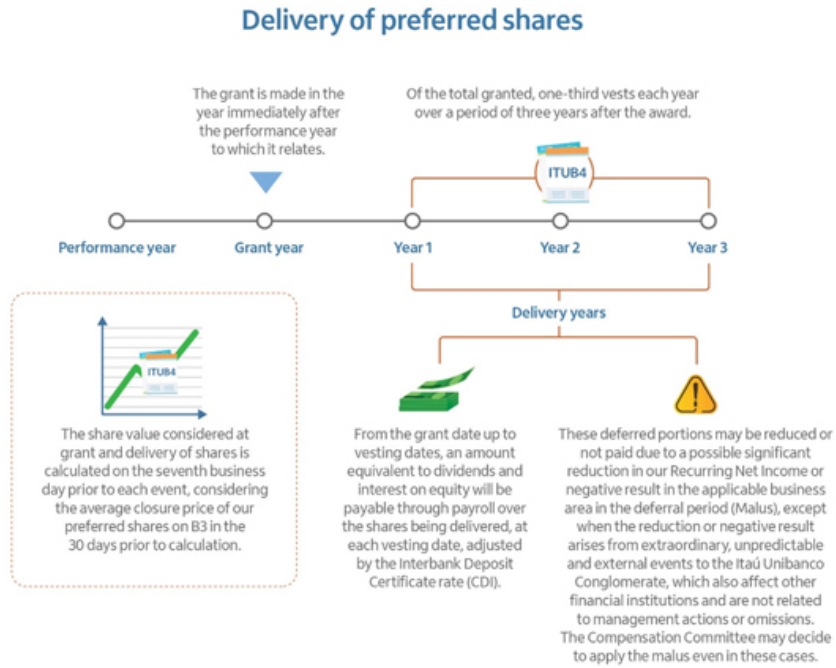 Delivery of preferred shares
The grant is made in the
year immediately after
the performance year
to which it relates.
Of the total granted, one-third vests each year
over a period of three years after the award.
ITUB4
Performance year
Grant year
Year 1
Year 2
Year 3
Delivery years
ITUB4
The share value considered at
grant and delivery of shares is
calculated on the seventh business
day prior to each event, considering
the average closure price of our
preferred shares on B3 in the
30 days prior to calculation.
From the grant date up to
vesting dates, an amount
equivalent to dividends and
interest on equity will be
payable through payroll over
the shares being delivered, at
each vesting date, adjusted
by the Interbank Deposit
Certificate rate (CDI).
These deferred portions may be reduced or
not paid due to a possible significant
reduction in our Recurring Net Income or
negative result in the applicable business
area in the deferral period (Malus), except
when the reduction or negative result
arises from extraordinary, unpredictable
and external events to the Itaú Unibanco
Conglomerate, which also affect other
financial institutions and are not related
to management actions or omissions.
The Compensation Committee may decide
to apply the malus even in these cases.